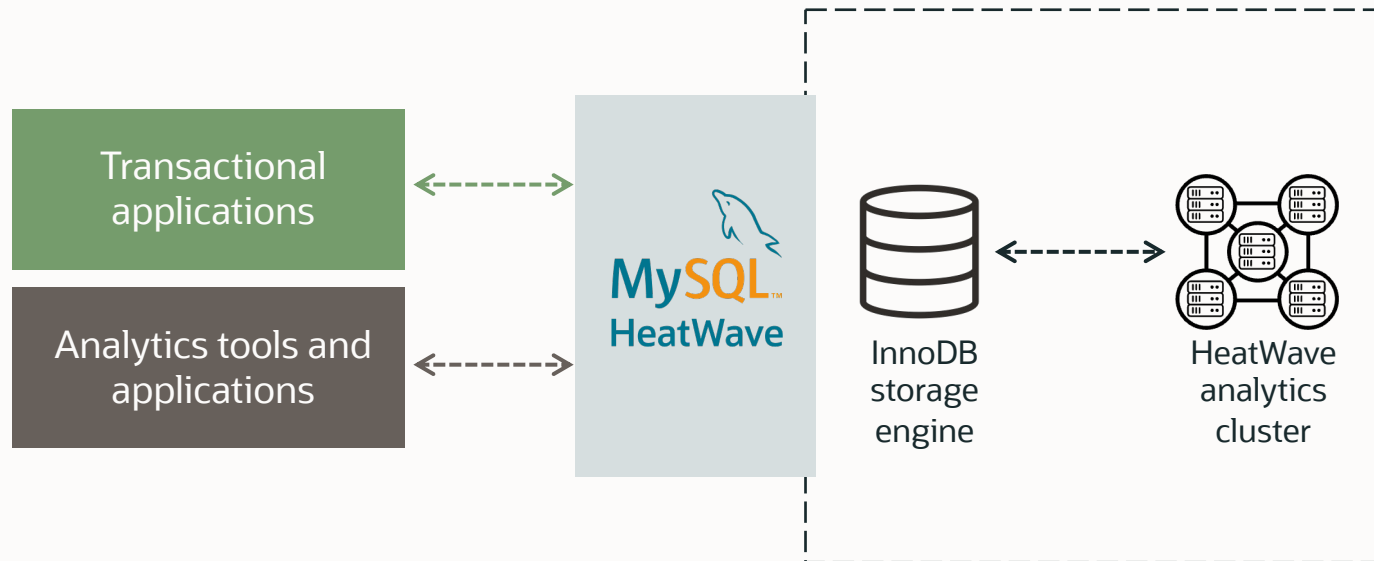 Transactional
applications
Analytics tools and
applications
MySQL™
HeatWave
InnoDB
storage
engine
HeatWave
analytics
cluster